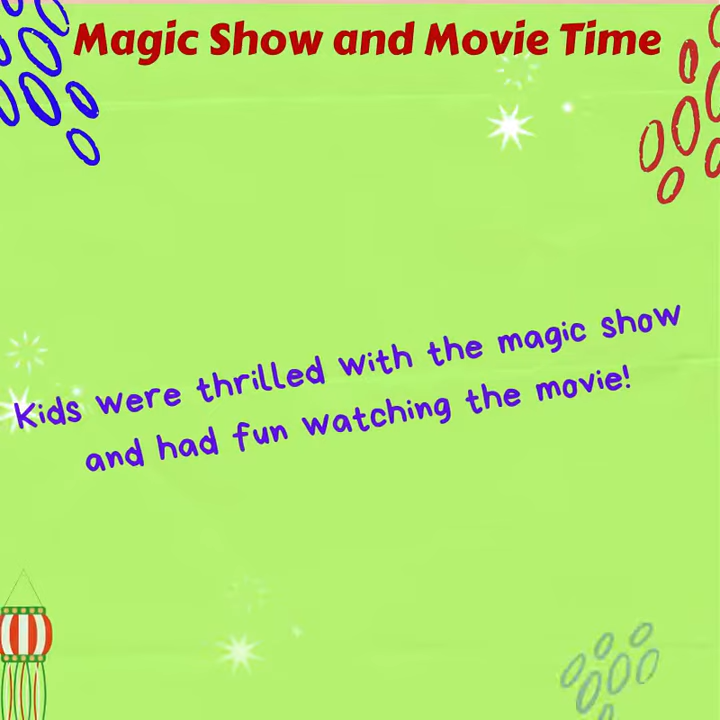 Magic Show and Movie Time
Kids were thrilled with the magic show
and had fun watching the movie!